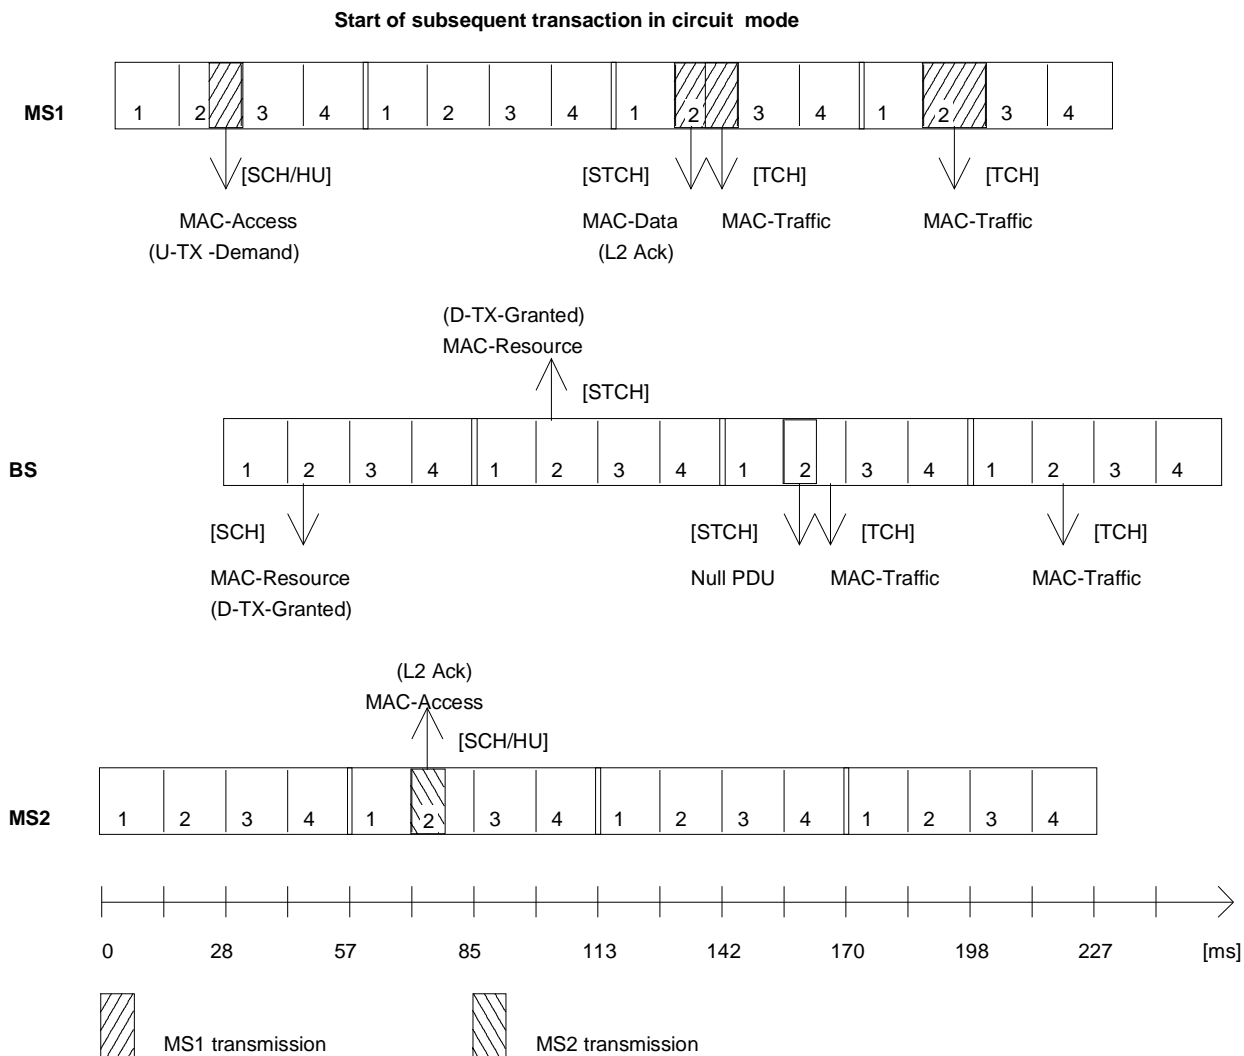 Start of subsequent transaction in circuit mode
MS1
1 2 3 4 1 2 3 4 1 2 3 4 1 2 3 4
[SCH/HU] [STCH] [TCH] [TCH]
MAC-Access MAC-Data MAC-Traffic MAC-Traffic
(U-TX -Demand) (L2 Ack)
(D-TX-Granted)
MAC-Resource
[STCH]
BS
1 2 3 4 1 2 3 4 1 2 3 4 1 2 3 4
[SCH] [STCH] [TCH] [TCH]
MAC-Resource Null PDU MAC-Traffic MAC-Traffic
(D-TX-Granted)
(L2 Ack)
MAC-Access
[SCH/HU]
MS2
1 2 3 4 1 2 3 4 1 2 3 4 1 2 3 4
0 28 57 85 113 142 170 198 227 [ms]
MS1 transmission MS2 transmission